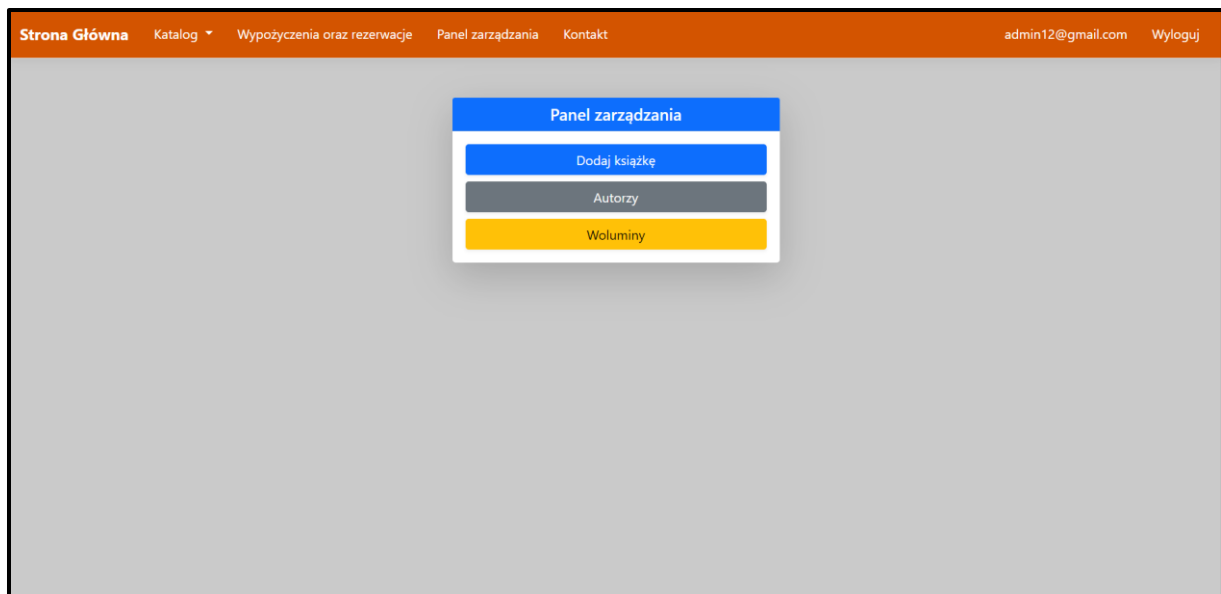 Strona Główna Katalog Wypożyczenia oraz rezerwacje Panel zarządzania Kontakt admin12@gmail.com Wyloguj
Panel zarządzania
Dodaj książkę
Autorzy
Woluminy